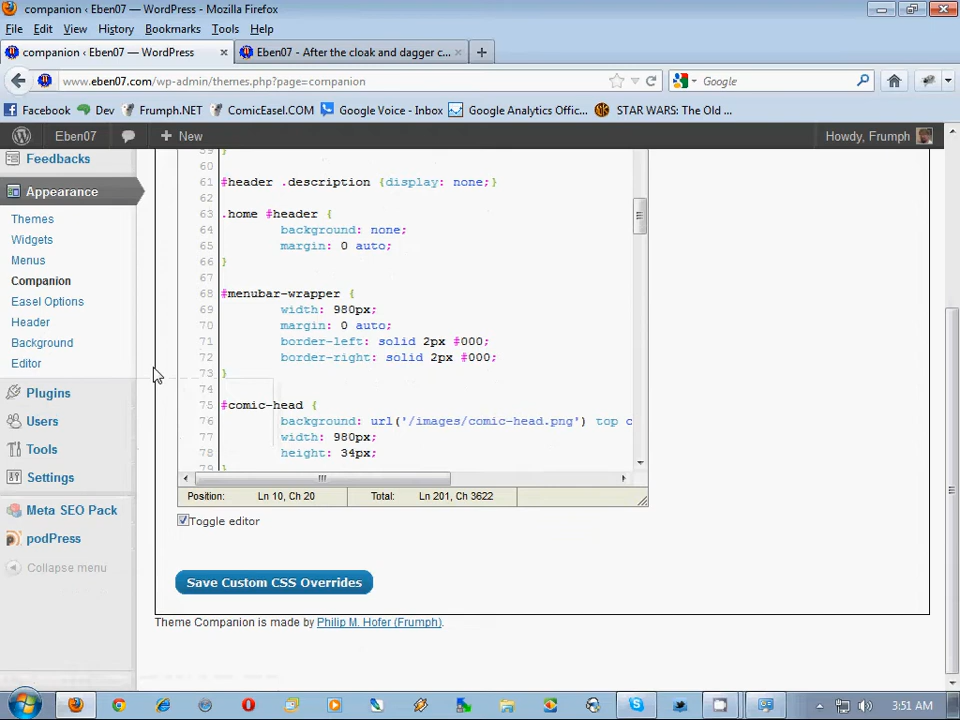 companion ‹ Eben07 — WordPress - Mozilla Firefox
File Edit View History Bookmarks Tools Help
companion ‹ Eben07 — WordPress × Eben07 - After the cloak and dagger c... × +
www.eben07.com/wp-admin/themes.php?page=companion Google
Facebook Dev Frumph.NET ComicEasel.COM Google Voice - Inbox Google Analytics Offic... STAR WARS: The Old ...
Eben07 + New Howdy, Frumph
Feedbacks
Appearance
Themes
Widgets
Menus
Companion
Easel Options
Header
Background
Editor
Plugins
Users
Tools
Settings
Meta SEO Pack
podPress
Collapse menu
59 }
60
61 #header .description {display: none;}
62
63 .home #header {
64 background: none;
65 margin: 0 auto;
66 }
67
68 #menubar-wrapper {
69 width: 980px;
70 margin: 0 auto;
71 border-left: solid 2px #000;
72 border-right: solid 2px #000;
73 }
74
75 #comic-head {
76 background: url('/images/comic-head.png') top c
77 width: 980px;
78 height: 34px;
79 }
Position: Ln 10, Ch 20 Total: Ln 201, Ch 3622
Toggle editor
Save Custom CSS Overrides
Theme Companion is made by Philip M. Hofer (Frumph).
3:51 AM